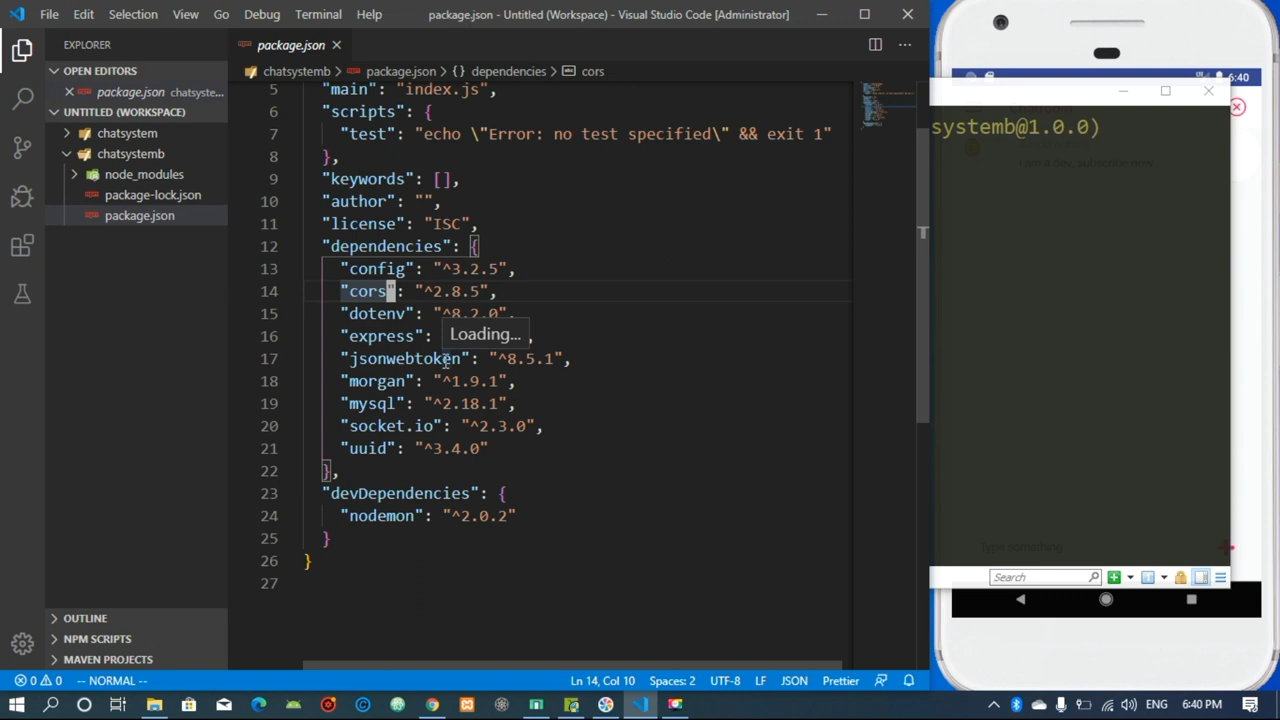 File Edit Selection View Go Debug Terminal Help
package.json - Untitled (Workspace) - Visual Studio Code [Administrator]
EXPLORER
OPEN EDITORS
package.json chatsyste...
UNTITLED (WORKSPACE)
chatsystem
chatsystemb
node_modules
package-lock.json
package.json
OUTLINE
NPM SCRIPTS
MAVEN PROJECTS
package.json
chatsystemb package.json {} dependencies cors
5 "main": "index.js",
6 "scripts": {
7 "test": "echo \"Error: no test specified\" && exit 1"
8 },
9 "keywords": [],
10 "author": "",
11 "license": "ISC",
12 "dependencies": {
13 "config": "^3.2.5",
14 "cors": "^2.8.5",
15 "dotenv": "^8.2.0",
16 "express":
Loading...
17 "jsonwebtoken": "^8.5.1",
18 "morgan": "^1.9.1",
19 "mysql": "^2.18.1",
20 "socket.io": "^2.3.0",
21 "uuid": "^3.4.0"
22 },
23 "devDependencies": {
24 "nodemon": "^2.0.2"
25 }
26 }
27
0 0 -- NORMAL -- Ln 14, Col 10 Spaces: 2 UTF-8 LF JSON Prettier
6:40
systemb@1.0.0)
I am a dev, subscribe now
Type something
Search
ENG 6:40 PM